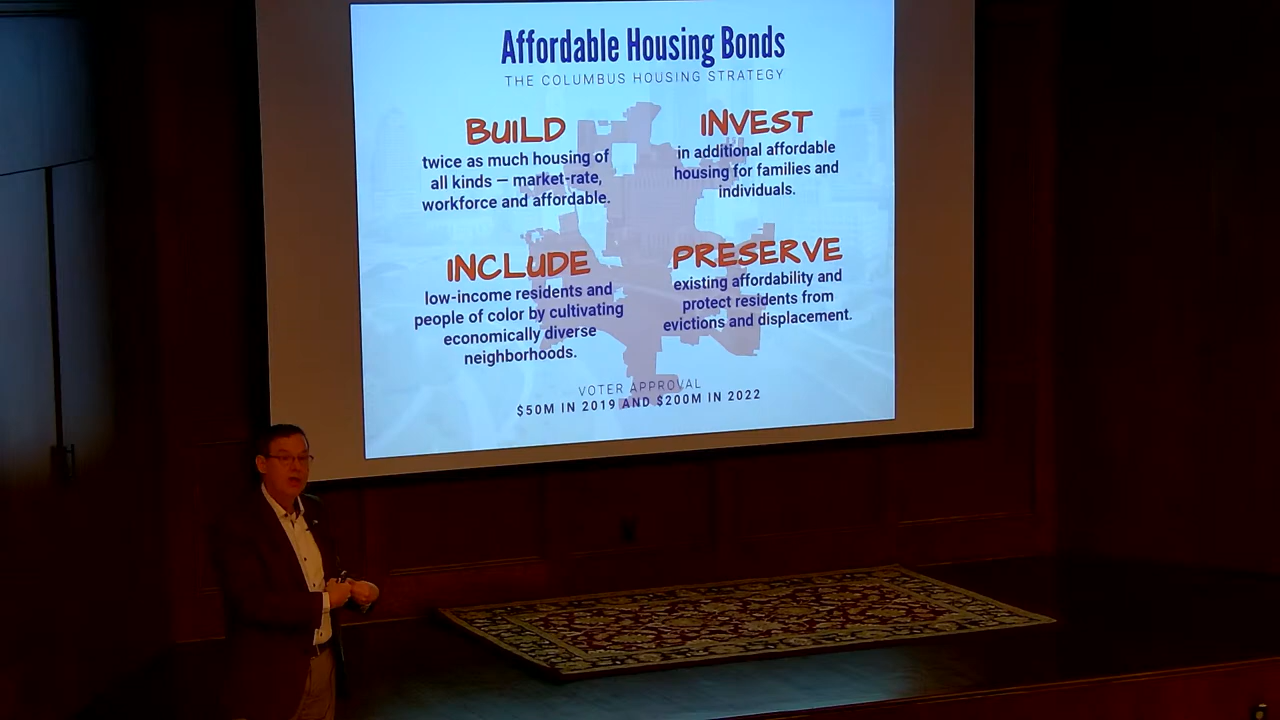 Affordable Housing Bonds
THE COLUMBUS HOUSING STRATEGY
BUILD
twice as much housing of
all kinds — market-rate,
workforce and affordable.
INVEST
in additional affordable
housing for families and
individuals.
INCLUDE
low-income residents and
people of color by cultivating
economically diverse
neighborhoods.
PRESERVE
existing affordability and
protect residents from
evictions and displacement.
VOTER APPROVAL
$50M IN 2019 AND $200M IN 2022